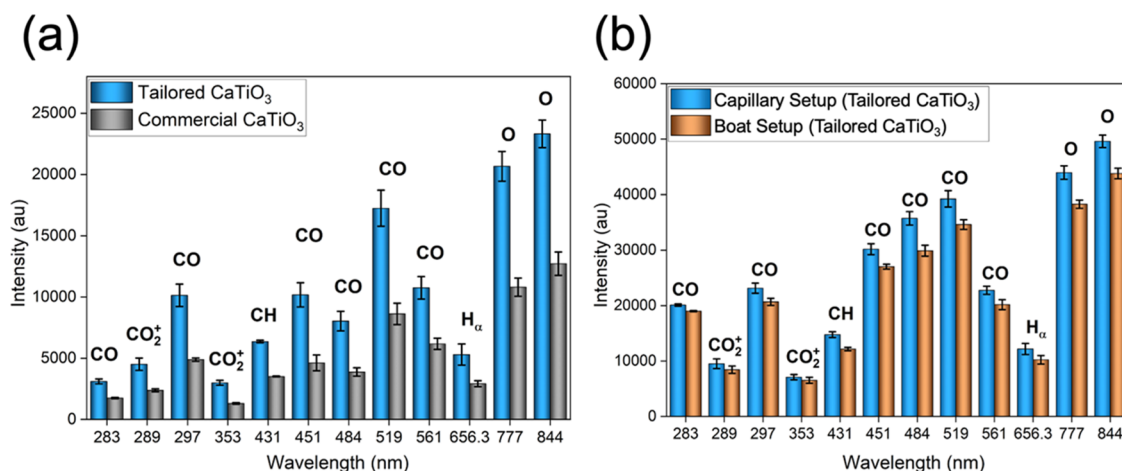 (a)
Tailored CaTiO₃
Commercial CaTiO₃
Intensity (au)
25000
20000
15000
10000
5000
0
CO
CO₂⁺
CO
CO₂⁺
CH
CO
CO
CO
CO
Hα
O
O
283 289 297 353 431 451 484 519 561 656.3 777 844
Wavelength (nm)
(b)
Capillary Setup (Tailored CaTiO₃)
Boat Setup (Tailored CaTiO₃)
Intensity (au)
60000
50000
40000
30000
20000
10000
0
CO
CO₂⁺
CO
CO₂⁺
CH
CO
CO
CO
CO
Hα
O
O
283 289 297 353 431 451 484 519 561 656.3 777 844
Wavelength (nm)